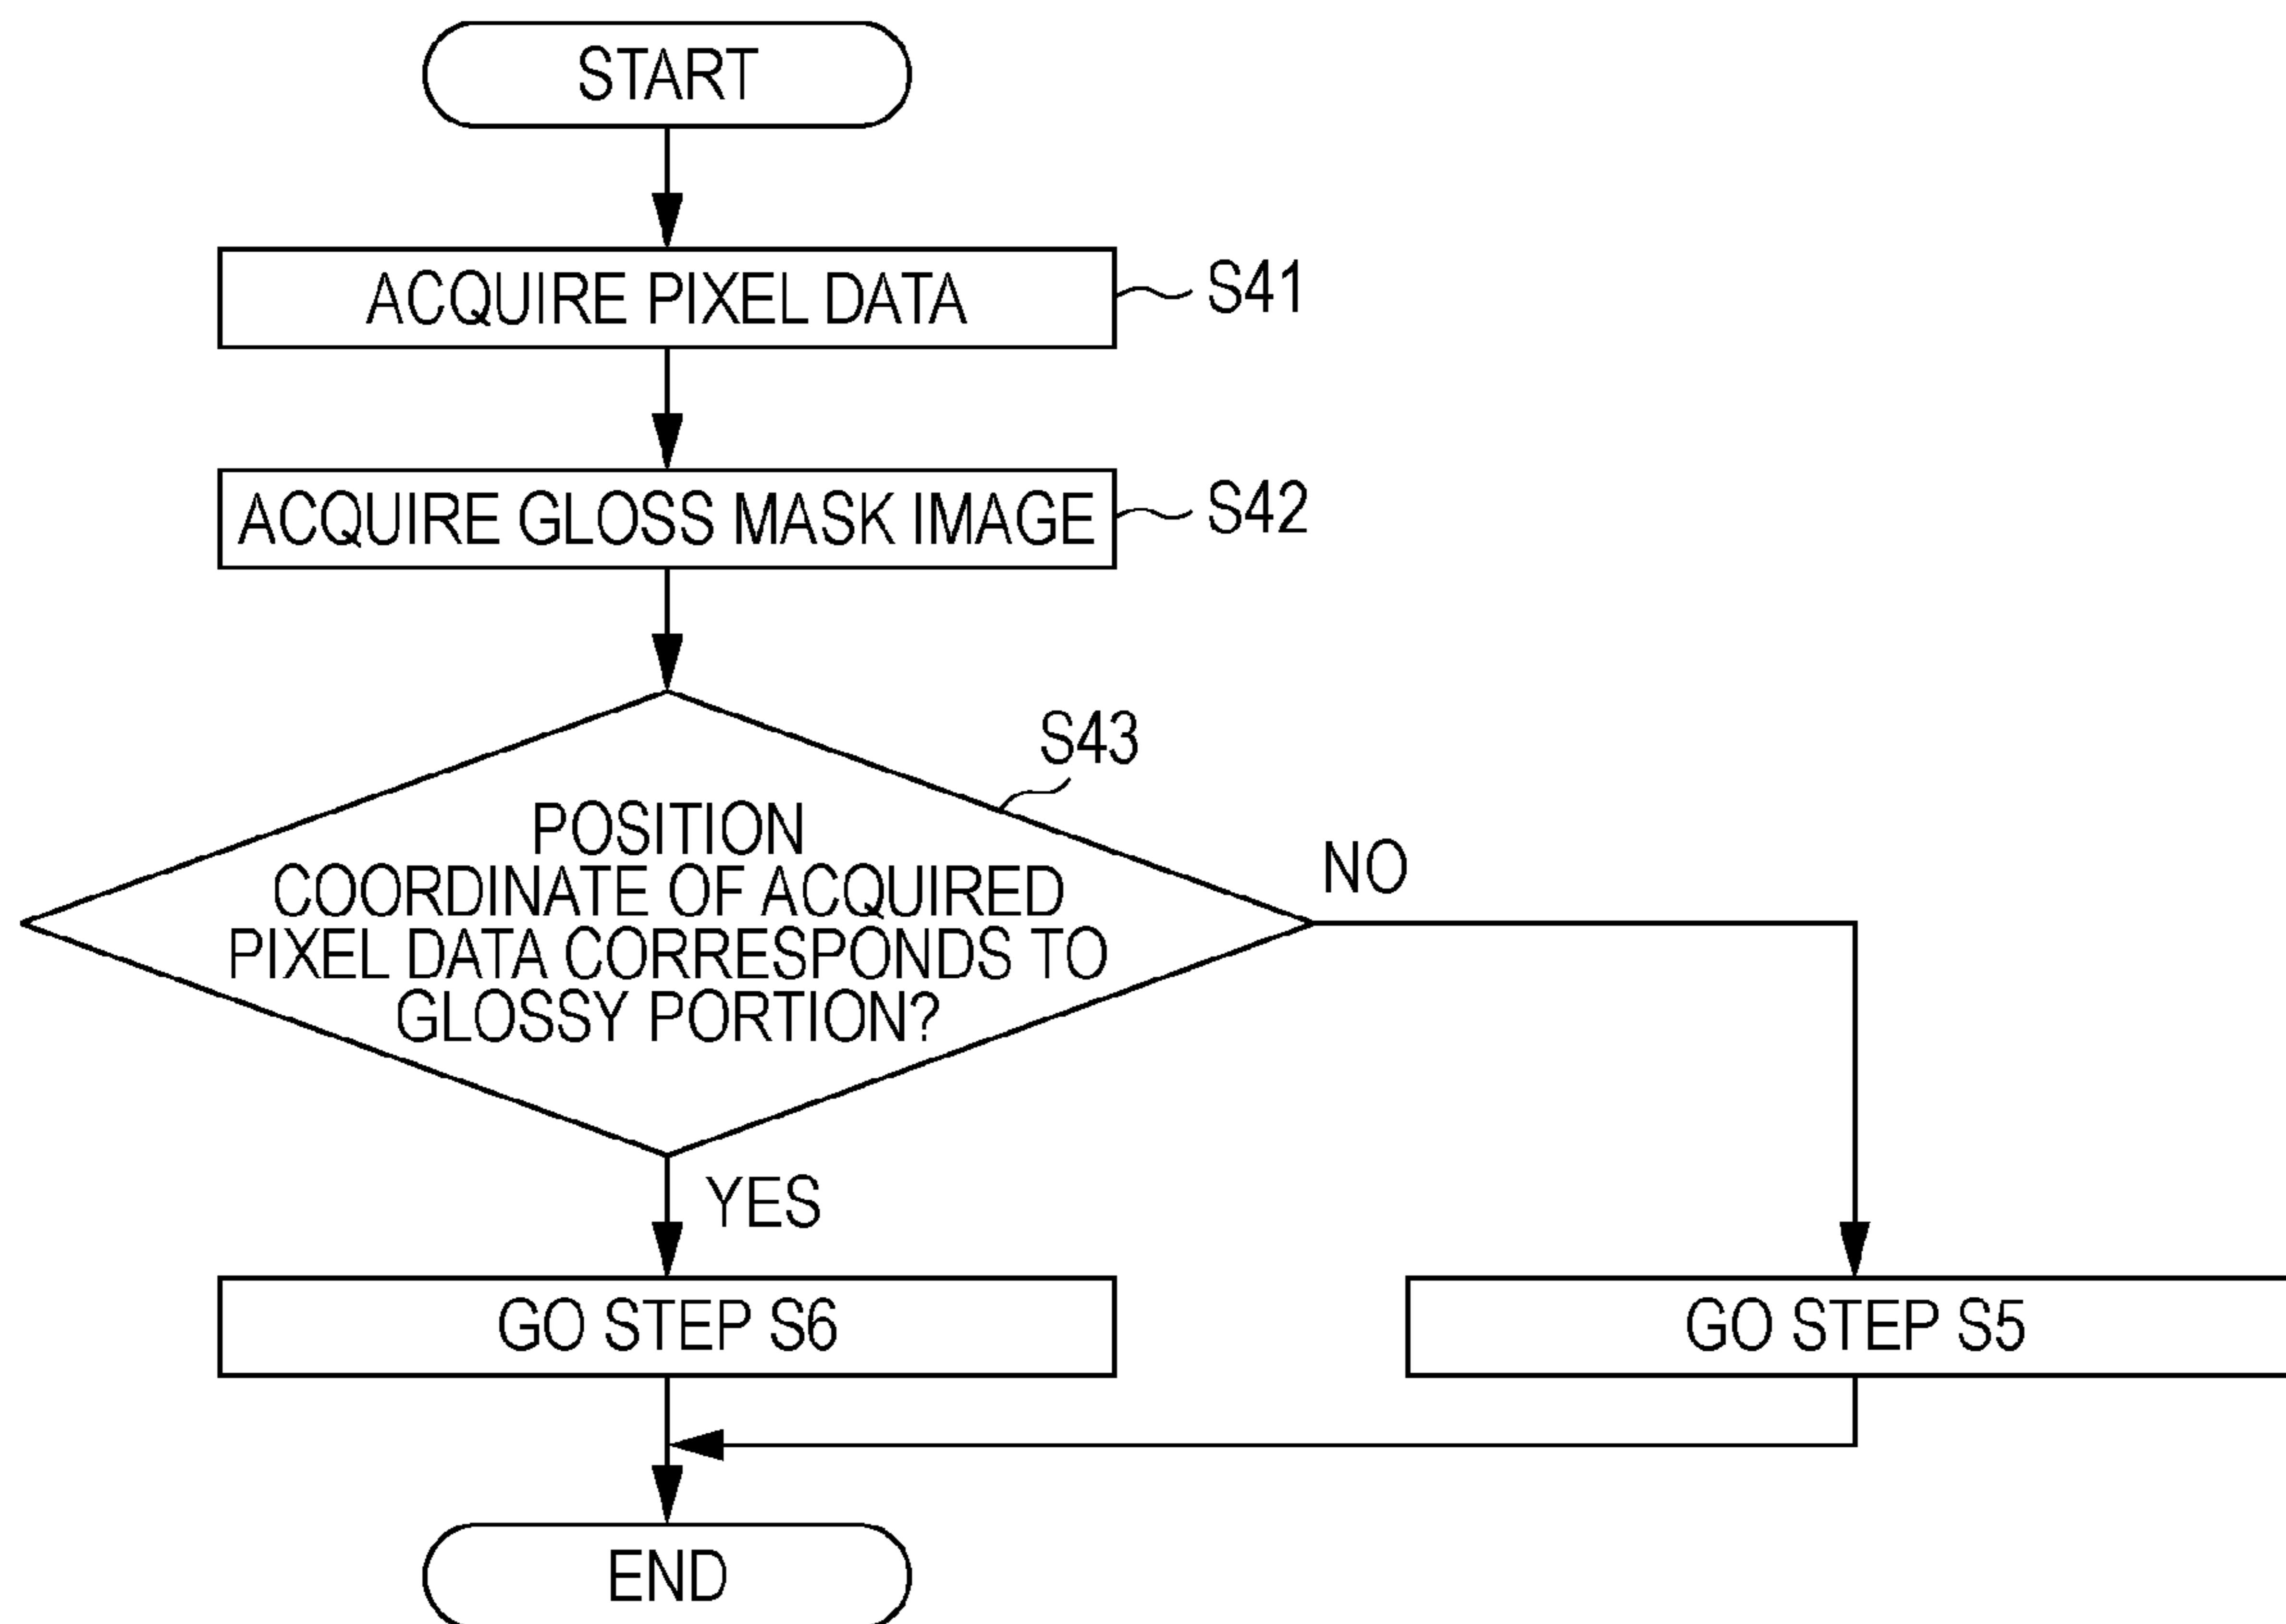 START
ACQUIRE PIXEL DATA
S41
ACQUIRE GLOSS MASK IMAGE
S42
S43
POSITION
COORDINATE OF ACQUIRED
PIXEL DATA CORRESPONDS TO
GLOSSY PORTION?
NO
YES
GO STEP S6
GO STEP S5
END